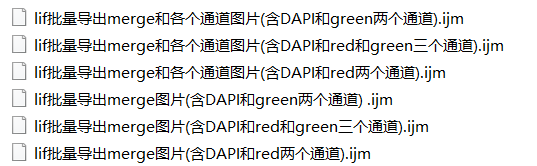 lif批量导出merge和各个通道图片(含DAPI和green两个通道).ijm
lif批量导出merge和各个通道图片(含DAPI和red和green三个通道).ijm
lif批量导出merge和各个通道图片(含DAPI和red两个通道).ijm
lif批量导出merge图片(含DAPI和green两个通道) .ijm
lif批量导出merge图片(含DAPI和red和green三个通道).ijm
lif批量导出merge图片(含DAPI和red两个通道).ijm